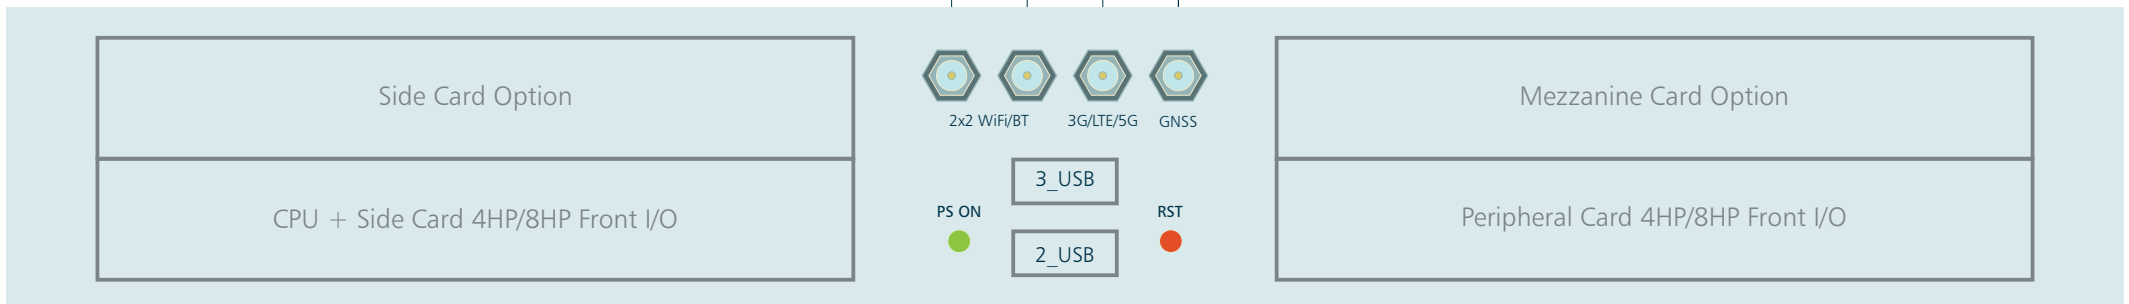 Side Card Option
CPU + Side Card 4HP/8HP Front I/O
2x2 WiFi/BT
3G/LTE/5G
GNSS
3_USB
PS ON
RST
2_USB
Mezzanine Card Option
Peripheral Card 4HP/8HP Front I/O